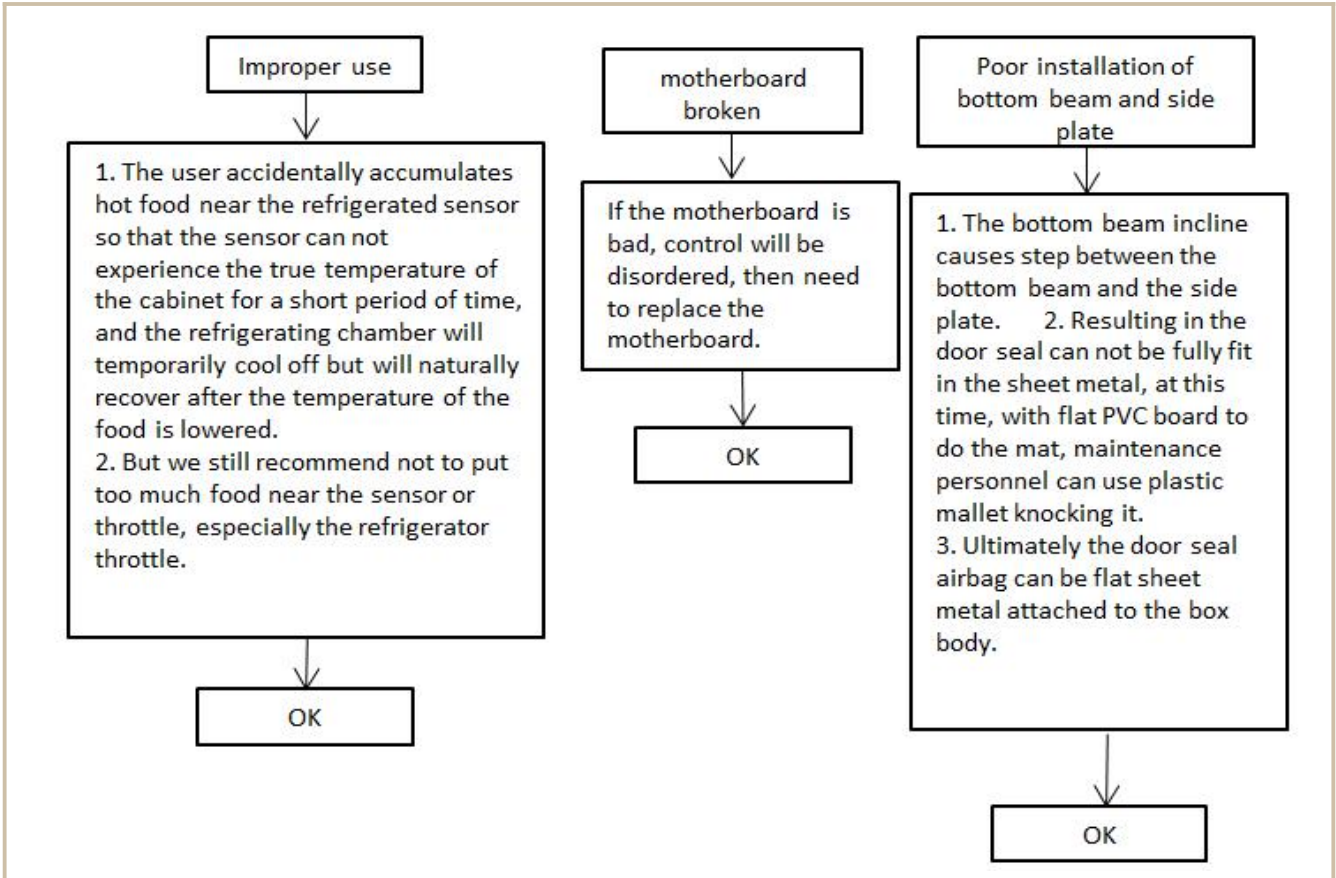 Improper use
1. The user accidentally accumulates
hot food near the refrigerated sensor
so that the sensor can not
experience the true temperature of
the cabinet for a short period of time,
and the refrigerating chamber will
temporarily cool off but will naturally
recover after the temperature of the
food is lowered.
2. But we still recommend not to put
too much food near the sensor or
throttle, especially the refrigerator
throttle.
OK
motherboard
broken
If the motherboard is
bad, control will be
disordered, then need
to replace the
motherboard.
OK
Poor installation of
bottom beam and side
plate
1. The bottom beam incline
causes step between the
bottom beam and the side
plate. 2. Resulting in the
door seal can not be fully fit
in the sheet metal, at this
time, with flat PVC board to
do the mat, maintenance
personnel can use plastic
mallet knocking it.
3. Ultimately the door seal
airbag can be flat sheet
metal attached to the box
body.
OK